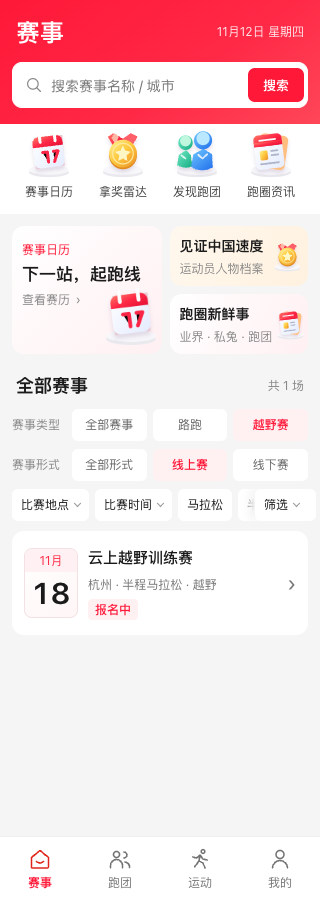 赛事
11月12日 星期四
搜索赛事名称 / 城市
搜索
赛事日历
拿奖雷达
发现跑团
跑圈资讯
赛事日历
下一站，起跑线
查看赛历 ›
见证中国速度
运动员人物档案
跑圈新鲜事
业界 · 私兔 · 跑团
全部赛事
共 1 场
赛事类型
全部赛事
路跑
越野赛
赛事形式
全部形式
线上赛
线下赛
比赛地点
比赛时间
马拉松
筛选
11月
18
云上越野训练赛
杭州 · 半程马拉松 · 越野
报名中
赛事
跑团
运动
我的